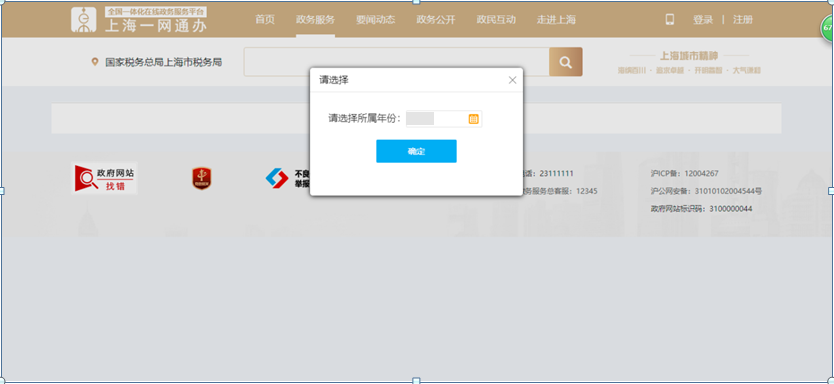 全国一体化在线政务服务平台
上海一网通办
首页 政务服务 要闻动态 政务公开 政民互动 走进上海 登录 | 注册
国家税务总局上海市税务局
上海城市精神
海纳百川 · 追求卓越 · 开明睿智 · 大气谦和
请选择
请选择所属年份：
确定
政府网站
找错
不良
举报
电话：23111111
政务服务总客服：12345
沪ICP备：12004267
沪公网安备：31010102004544号
政府网站标识码：3100000044
67